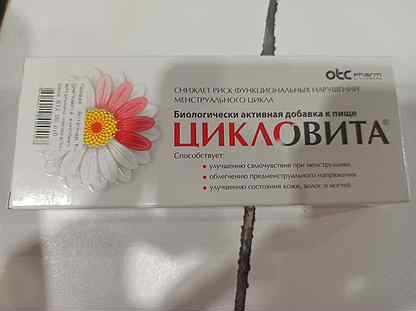 otc Pharm
СНИЖАЕТ РИСК ФУНКЦИОНАЛЬНЫХ НАРУШЕНИЙ
МЕНСТРУАЛЬНОГО ЦИКЛА
Биологически активная добавка к пище
ЦИКЛОВИТА®
Способствует:
• улучшению самочувствия при менструации
• облегчению предменструального напряжения
• улучшению состояния кожи, волос и ногтей